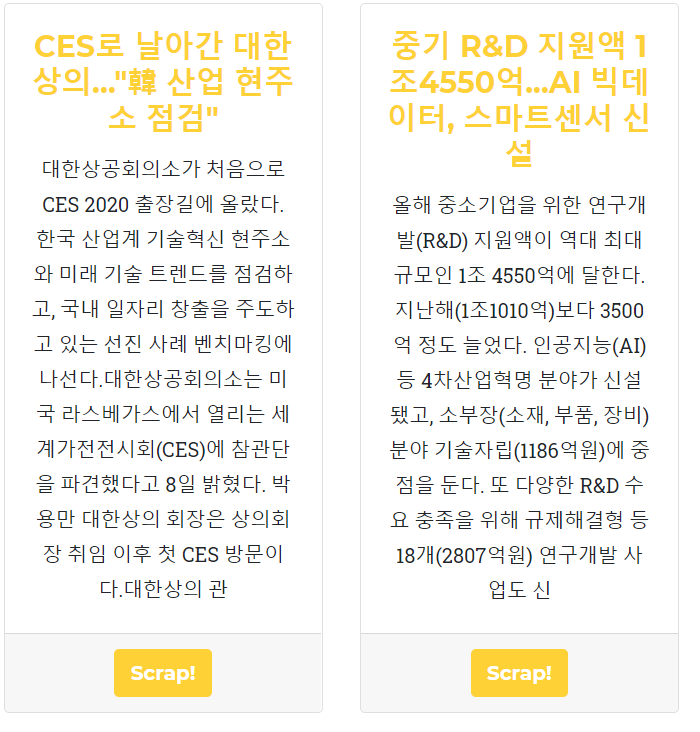 CES로 날아간 대한
상의..."韓 산업 현주
소 점검"
대한상공회의소가 처음으로
CES 2020 출장길에 올랐다.
한국 산업계 기술혁신 현주소
와 미래 기술 트렌드를 점검하
고, 국내 일자리 창출을 주도하
고 있는 선진 사례 벤치마킹에
나선다.대한상공회의소는 미
국 라스베가스에서 열리는 세
계가전전시회(CES)에 참관단
을 파견했다고 8일 밝혔다. 박
용만 대한상의 회장은 상의회
장 취임 이후 첫 CES 방문이
다.대한상의 관
Scrap!
중기 R&D 지원액 1
조4550억...AI 빅데
이터, 스마트센서 신
설
올해 중소기업을 위한 연구개
발(R&D) 지원액이 역대 최대
규모인 1조 4550억에 달한다.
지난해(1조1010억)보다 3500
억 정도 늘었다. 인공지능(AI)
등 4차산업혁명 분야가 신설
됐고, 소부장(소재, 부품, 장비)
분야 기술자립(1186억원)에 중
점을 둔다. 또 다양한 R&D 수
요 충족을 위해 규제해결형 등
18개(2807억원) 연구개발 사
업도 신
Scrap!